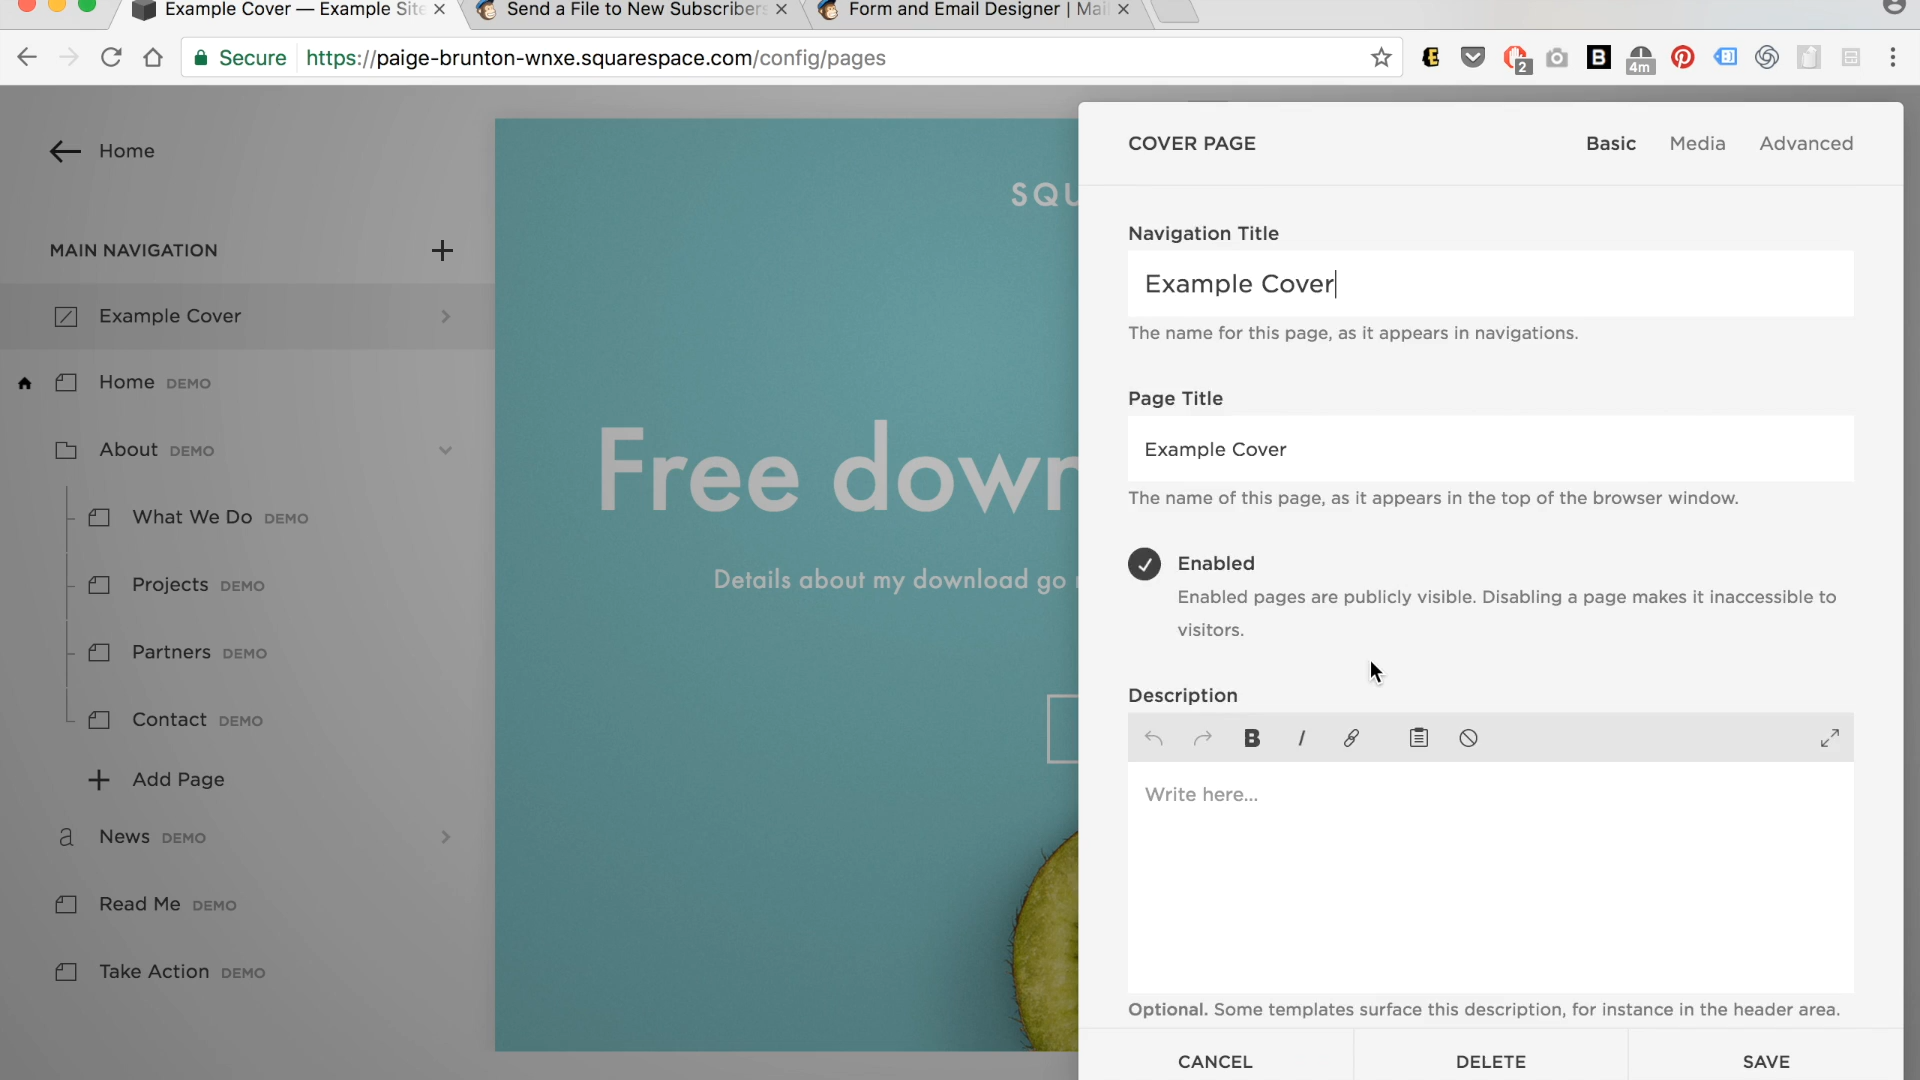 Example Cover — Example Site
Send a File to New Subscribers
Form and Email Designer | Mail
Secure https://paige-brunton-wnxe.squarespace.com/config/pages
2
B
4m
Home
MAIN NAVIGATION
Example Cover
Home DEMO
About DEMO
What We Do DEMO
Projects DEMO
Partners DEMO
Contact DEMO
Add Page
a News DEMO
Read Me DEMO
Take Action DEMO
SQU
Free down
Details about my download go
COVER PAGE
Basic Media Advanced
Navigation Title
Example Cover
The name for this page, as it appears in navigations.
Page Title
Example Cover
The name of this page, as it appears in the top of the browser window.
Enabled
Enabled pages are publicly visible. Disabling a page makes it inaccessible to
visitors.
Description
B I
Write here...
Optional. Some templates surface this description, for instance in the header area.
CANCEL DELETE SAVE